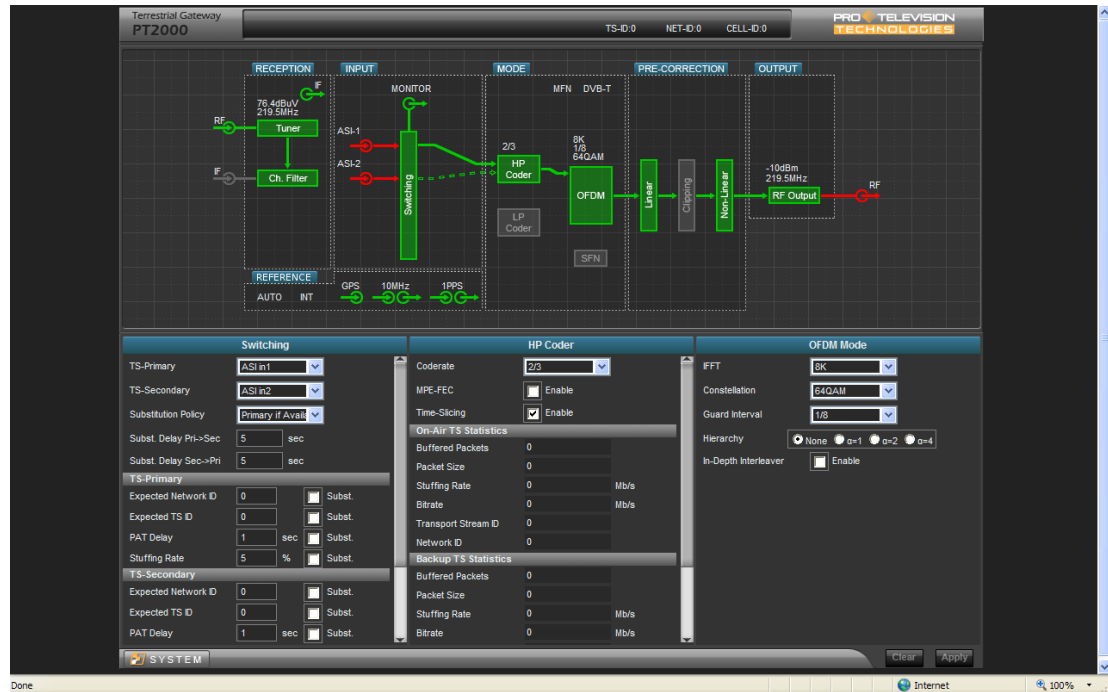 Terrestrial Gateway
PT2000
TS-ID:0 NET-ID:0 CELL-ID:0
PRO TELEVISION
TECHNOLOGIES
RECEPTION
INPUT
MODE
PRE-CORRECTION
OUTPUT
IF
76.4dBuV
219.5MHz
RF
Tuner
IF
Ch. Filter
MONITOR
ASI-1
ASI-2
Switching
MFN DVB-T
2/3
HP
Coder
LP
Coder
8K
1/8
64QAM
OFDM
SFN
Linear
Clipping
Non-Linear
-10dBm
219.5MHz
RF Output
RF
REFERENCE
AUTO INT
GPS 10MHz 1PPS
Switching
TS-Primary ASI in1
TS-Secondary ASI in2
Substitution Policy Primary if Availa
Subst. Delay Pri->Sec 5 sec
Subst. Delay Sec->Pri 5 sec
TS-Primary
Expected Network ID 0 Subst.
Expected TS ID 0 Subst.
PAT Delay 1 sec Subst.
Stuffing Rate 5 % Subst.
TS-Secondary
Expected Network ID 0 Subst.
Expected TS ID 0 Subst.
PAT Delay 1 sec Subst.
HP Coder
Coderate 2/3
MPE-FEC Enable
Time-Slicing Enable
On-Air TS Statistics
Buffered Packets 0
Packet Size 0
Stuffing Rate 0 Mb/s
Bitrate 0 Mb/s
Transport Stream ID 0
Network ID 0
Backup TS Statistics
Buffered Packets 0
Packet Size 0
Stuffing Rate 0 Mb/s
Bitrate 0 Mb/s
OFDM Mode
IFFT 8K
Constellation 64QAM
Guard Interval 1/8
Hierarchy None α=1 α=2 α=4
In-Depth Interleaver Enable
SYSTEM
Clear Apply
Done
Internet
100%